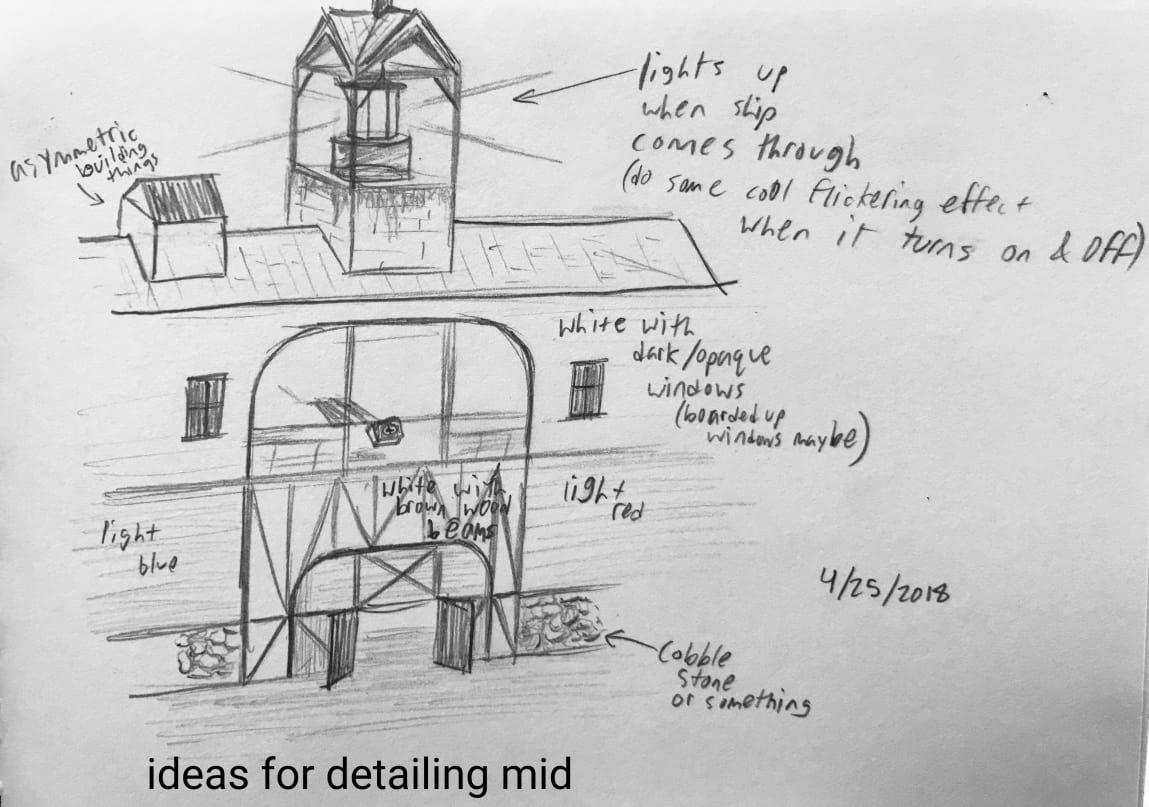 lights up
when ship
comes through
(do some cool flickering effect
when it turns on & off)
asymmetric
building
things
white with
dark/opaque
windows
(boarded up
windows maybe)
white with
brown wood
beams
light
red
light
blue
4/25/2018
Cobble
stone
or something
ideas for detailing mid